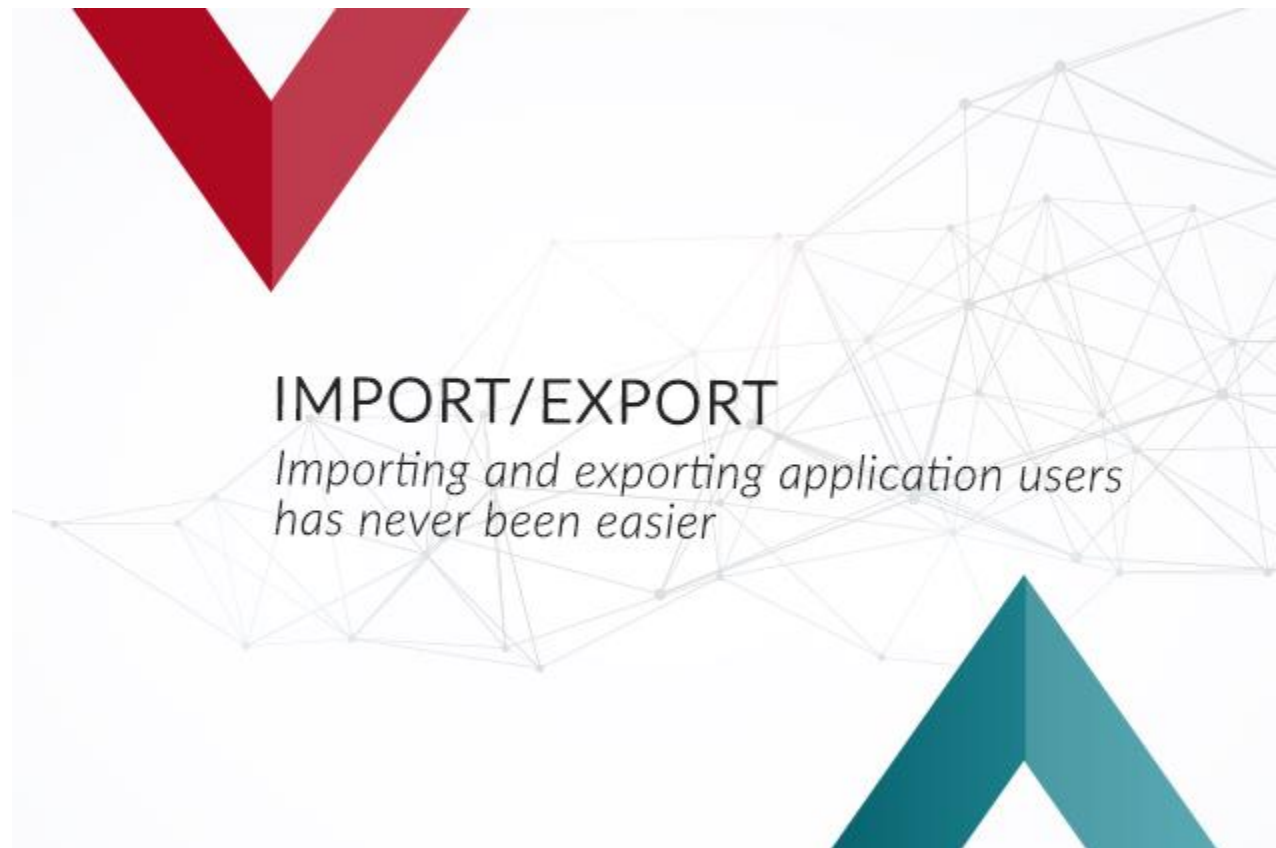 IMPORT/EXPORT
Importing and exporting application users
has never been easier